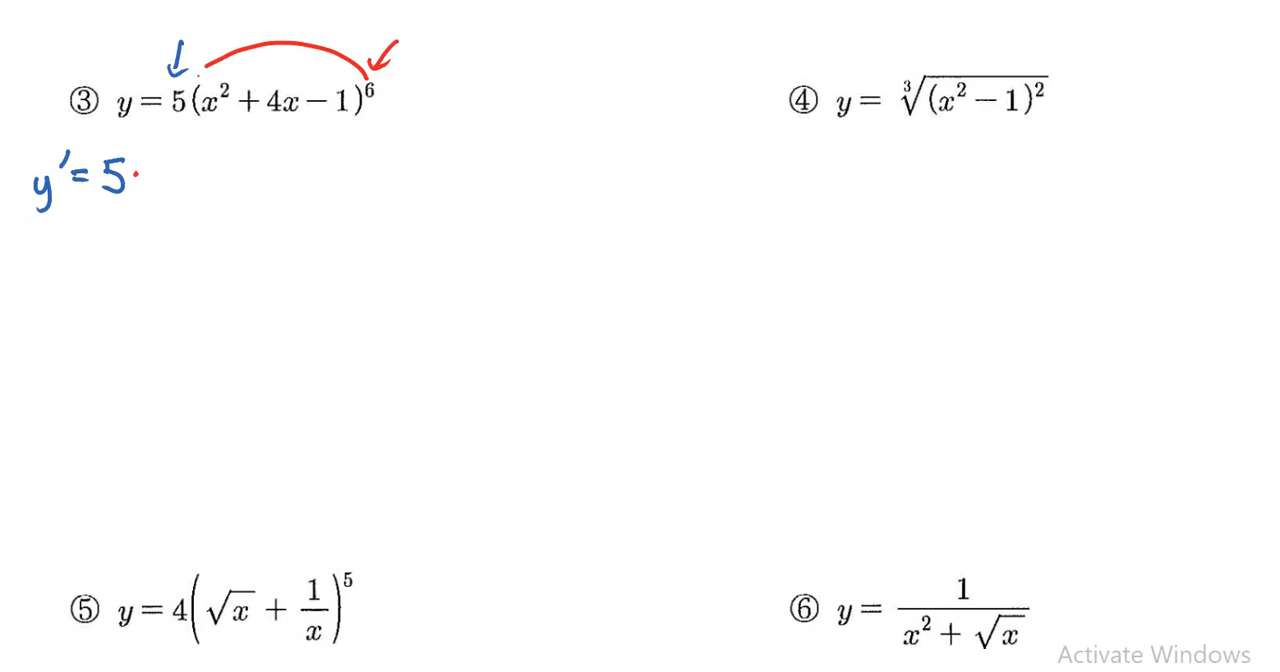 ③ y = 5(x² + 4x − 1)⁶
④ y = ∛((x² − 1)²)
y' = 5·
⑤ y = 4(√x + 1/x)⁵
⑥ y = 1/(x² + √x)
Activate Windows